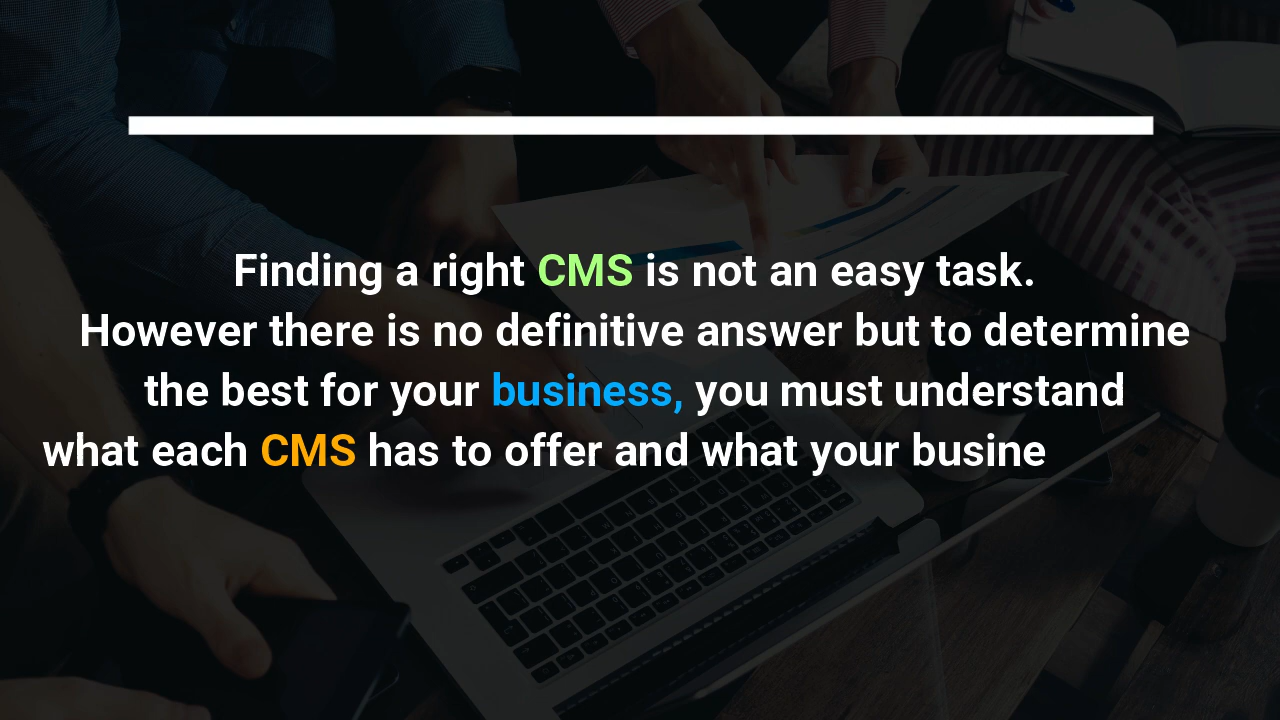 Finding a right CMS is not an easy task.
However there is no definitive answer but to determine
the best for your business, you must understand
what each CMS has to offer and what your busine